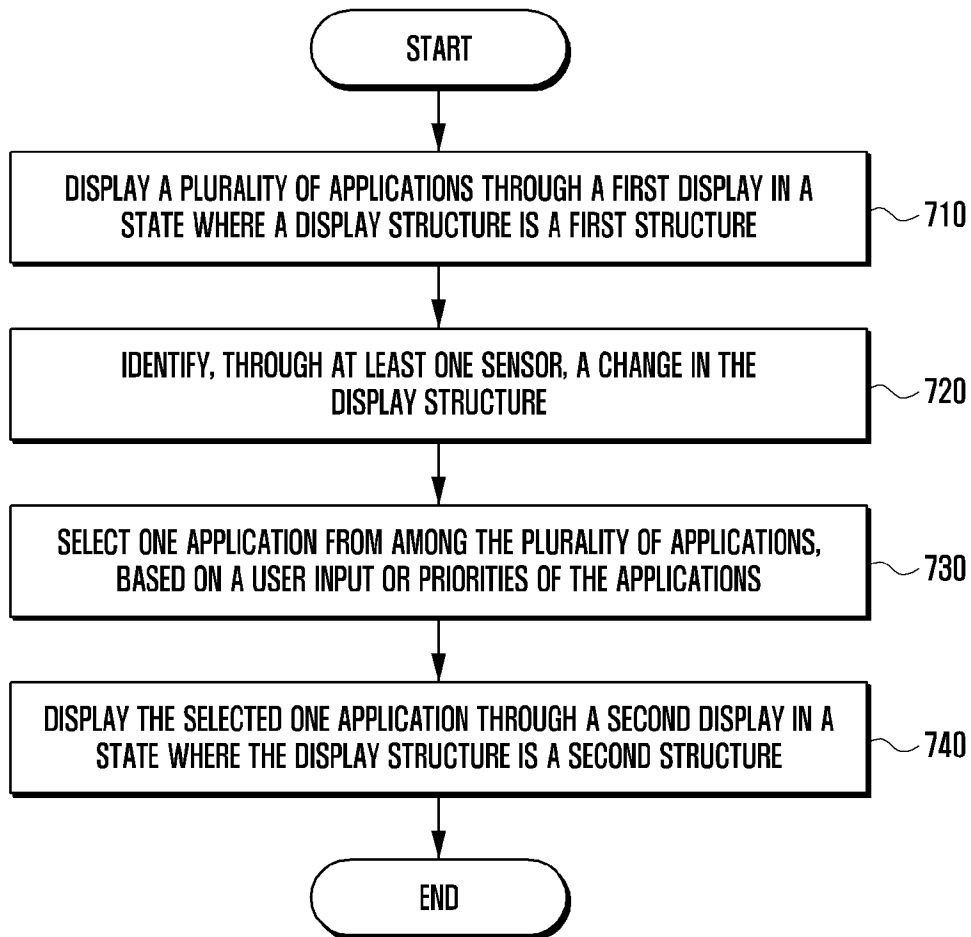 START
DISPLAY A PLURALITY OF APPLICATIONS THROUGH A FIRST DISPLAY IN A
STATE WHERE A DISPLAY STRUCTURE IS A FIRST STRUCTURE
710
IDENTIFY, THROUGH AT LEAST ONE SENSOR, A CHANGE IN THE
DISPLAY STRUCTURE
720
SELECT ONE APPLICATION FROM AMONG THE PLURALITY OF APPLICATIONS,
BASED ON A USER INPUT OR PRIORITIES OF THE APPLICATIONS
730
DISPLAY THE SELECTED ONE APPLICATION THROUGH A SECOND DISPLAY IN A
STATE WHERE THE DISPLAY STRUCTURE IS A SECOND STRUCTURE
740
END